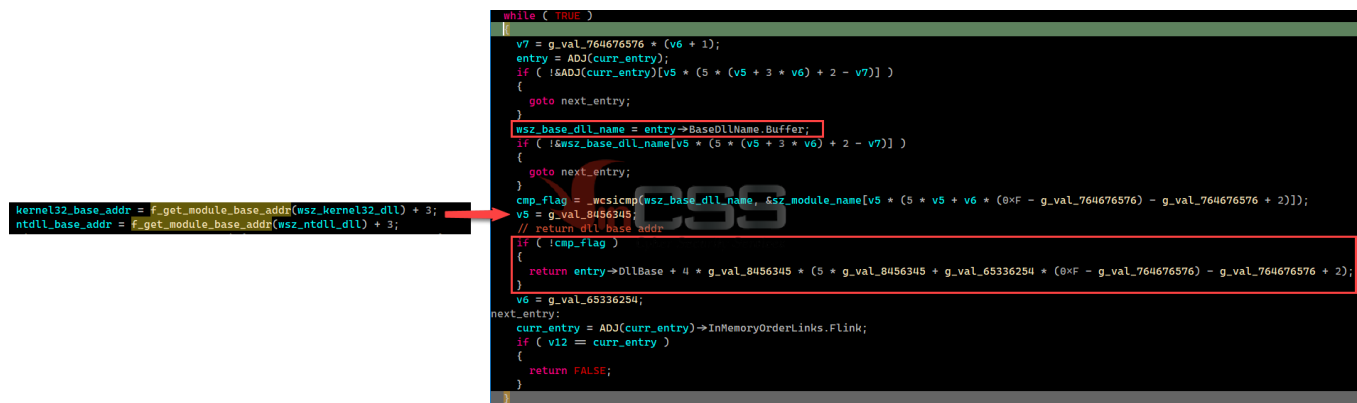 kernel32_base_addr = f_get_module_base_addr(wsz_kernel32_dll) + 3;
ntdll_base_addr = f_get_module_base_addr(wsz_ntdll_dll) + 3;
while ( TRUE )
{
v7 = g_val_764676576 * (v6 + 1);
entry = ADJ(curr_entry);
if ( !&ADJ(curr_entry)[v5 * (5 * (v5 + 3 * v6) + 2 - v7)] )
{
goto next_entry;
}
wsz_base_dll_name = entry→BaseDllName.Buffer;
if ( !&wsz_base_dll_name[v5 * (5 * (v5 + 3 * v6) + 2 - v7)] )
{
goto next_entry;
}
cmp_flag = _wcsicmp(wsz_base_dll_name, &sz_module_name[v5 * (5 * v5 + v6 * (0×F - g_val_764676576) - g_val_764676576 + 2)]);
v5 = g_val_8456345;
// return dll base addr
if ( !cmp_flag )
{
return entry→DllBase + 4 * g_val_8456345 * (5 * g_val_8456345 + g_val_65336254 * (0×F - g_val_764676576) - g_val_764676576 + 2);
}
v6 = g_val_65336254;
next_entry:
curr_entry = ADJ(curr_entry)→InMemoryOrderLinks.Flink;
if ( v12 == curr_entry )
{
return FALSE;
}
}
VinCSS